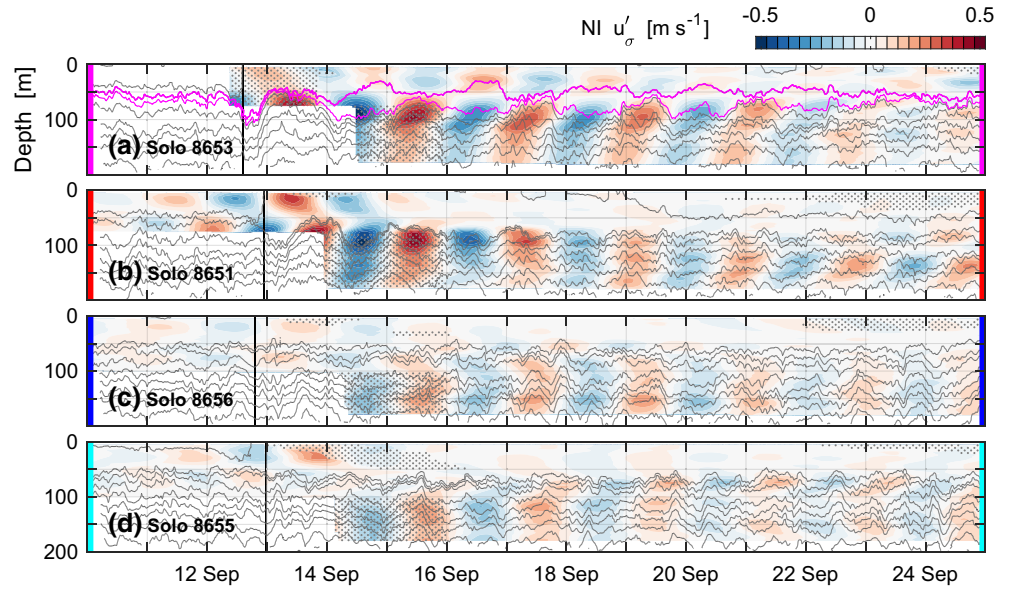 NI u′σ [m s⁻¹]
-0.5 0 0.5
Depth [m]
0
100
(a) Solo 8653
0
100
(b) Solo 8651
0
100
(c) Solo 8656
0
100
200
(d) Solo 8655
12 Sep 14 Sep 16 Sep 18 Sep 20 Sep 22 Sep 24 Sep